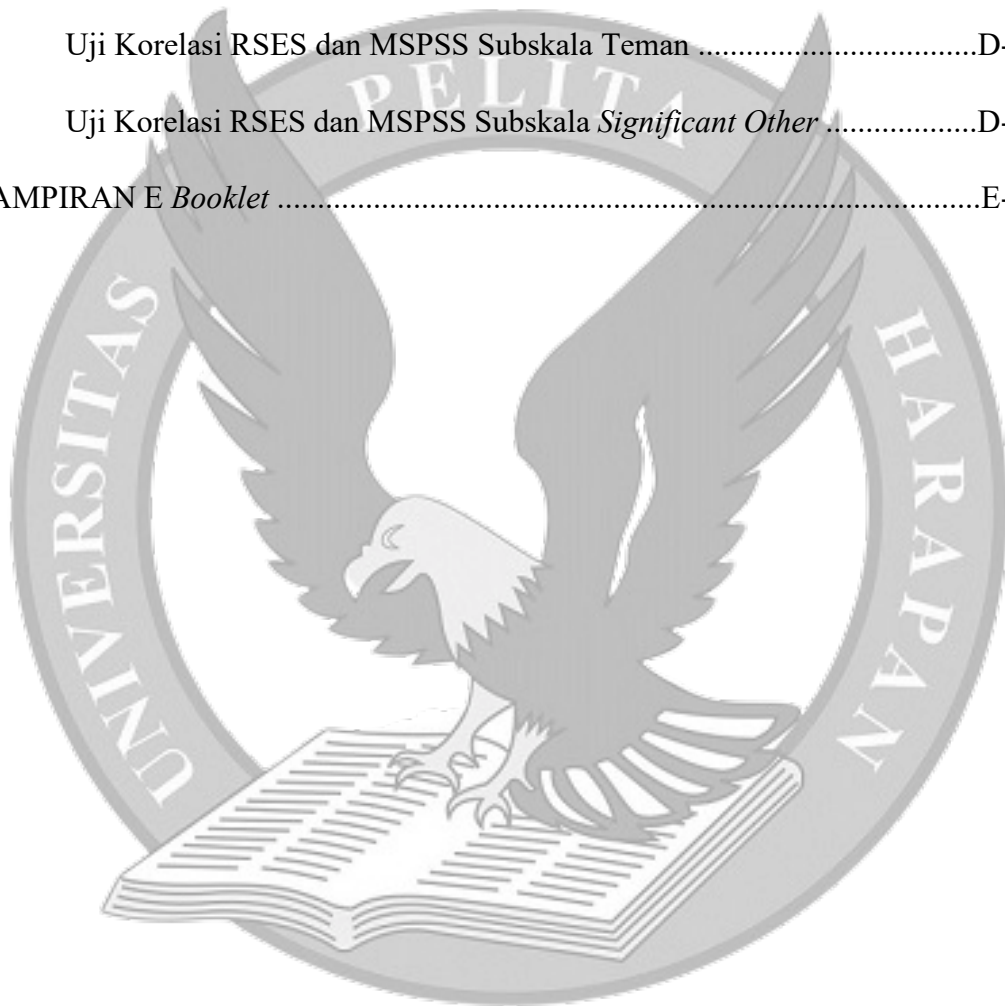 Uji Korelasi RSES dan MSPSS Subskala Teman ..................................D-
Uji Korelasi RSES dan MSPSS Subskala Significant Other ..................D-
AMPIRAN E Booklet ......................................................................................E-
UNIVERSITAS PELITA HARAPAN